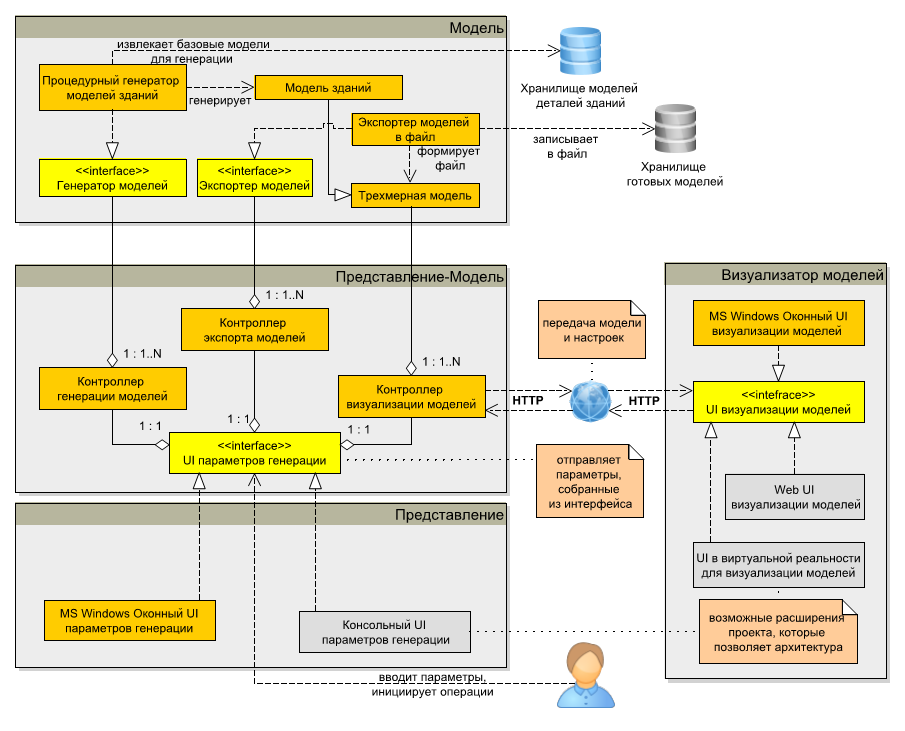 Модель
извлекает базовые модели
для генерации
Процедурный генератор
моделей зданий
генерирует
Модель зданий
Хранилище моделей
деталей зданий
Экспортер моделей
в файл
записывает
в файл
Хранилище
готовых моделей
формирует
файл
<<interface>>
Генератор моделей
<<interface>>
Экспортер моделей
Трехмерная модель
Представление-Модель
1 : 1..N
Контроллер
экспорта моделей
1 : 1..N
Контроллер
генерации моделей
1 : 1..N
Контроллер
визуализации моделей
1 : 1
1 : 1
1 : 1
<<interface>>
UI параметров генерации
передача модели
и настроек
HTTP
HTTP
отправляет
параметры,
собранные
из интерфейса
Визуализатор моделей
MS Windows Оконный UI
визуализации моделей
<<intefrace>>
UI визуализации моделей
Web UI
визуализации моделей
UI в виртуальной реальности
для визуализации моделей
возможные расширения
проекта, которые
позволяет архитектура
Представление
MS Windows Оконный UI
параметров генерации
Консольный UI
параметров генерации
вводит параметры,
инициирует операции